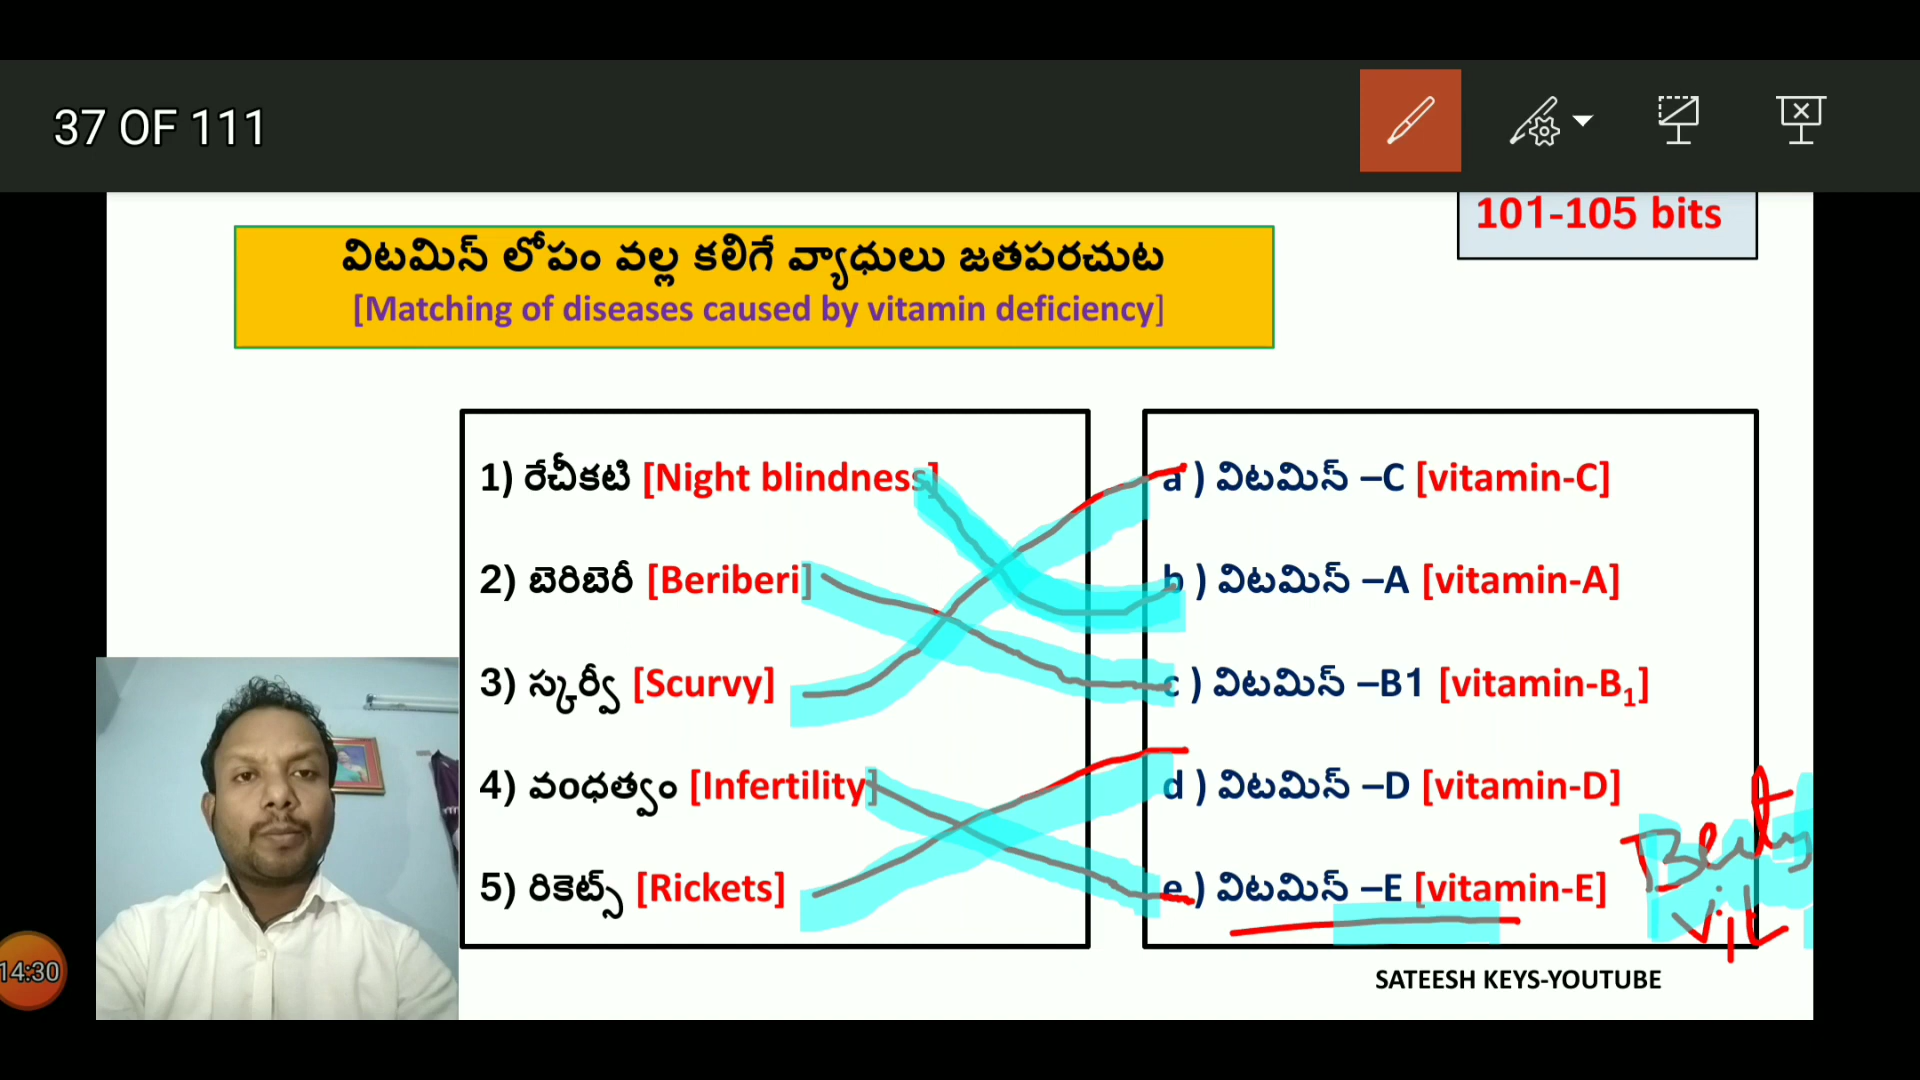 37 OF 111
101-105 bits
విటమిన్ లోపం వల్ల కలిగే వ్యాధులు జతపరచుట
[Matching of diseases caused by vitamin deficiency]
1) రేచీకటి [Night blindness]
2) బెరిబెరీ [Beriberi]
3) స్కర్వీ [Scurvy]
4) వంధత్వం [Infertility]
5) రికెట్స్ [Rickets]
a ) విటమిన్ –C [vitamin-C]
b ) విటమిన్ –A [vitamin-A]
c ) విటమిన్ –B1 [vitamin-B1]
d ) విటమిన్ –D [vitamin-D]
e ) విటమిన్ –E [vitamin-E]
vit
SATEESH KEYS-YOUTUBE
14:30